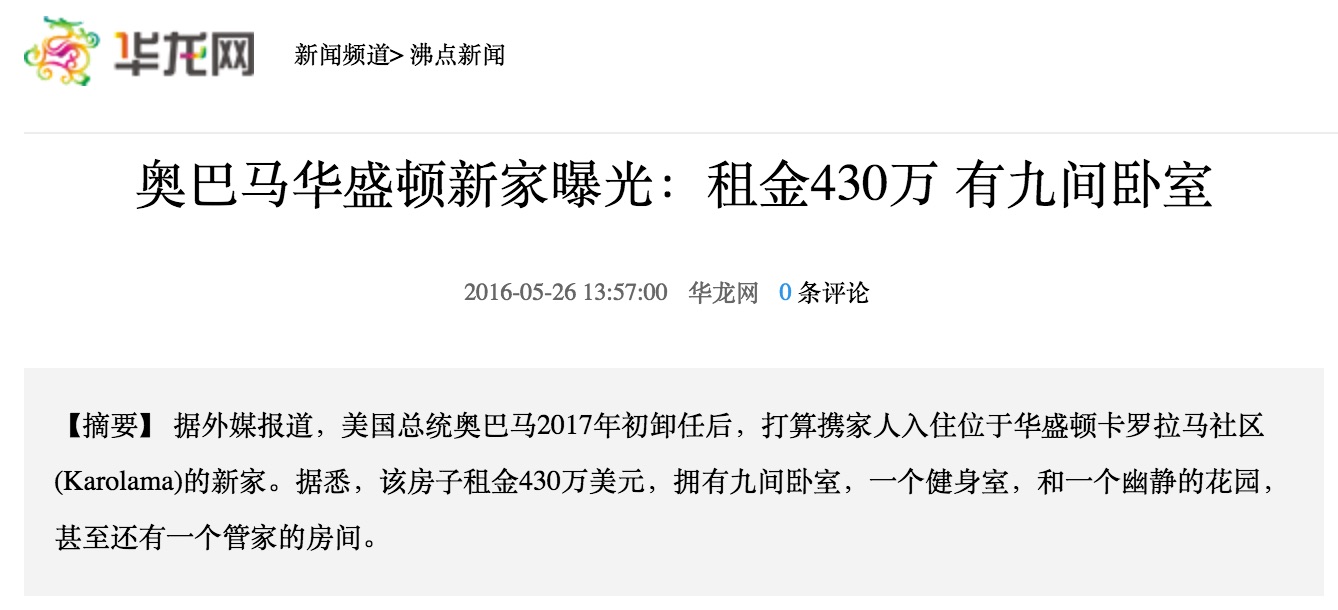 华龙网 新闻频道> 沸点新闻
奥巴马华盛顿新家曝光：租金430万 有九间卧室
2016-05-26 13:57:00 华龙网 0 条评论
【摘要】 据外媒报道，美国总统奥巴马2017年初卸任后，打算携家人入住位于华盛顿卡罗拉马社区
(Karolama)的新家。据悉，该房子租金430万美元，拥有九间卧室，一个健身室，和一个幽静的花园，
甚至还有一个管家的房间。